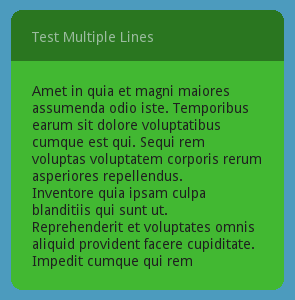 Test Multiple Lines
Amet in quia et magni maiores
assumenda odio iste. Temporibus
earum sit dolore voluptatibus
cumque est qui. Sequi rem
voluptas voluptatem corporis rerum
asperiores repellendus.
Inventore quia ipsam culpa
blanditiis qui sunt ut.
Reprehenderit et voluptates omnis
aliquid provident facere cupiditate.
Impedit cumque qui rem